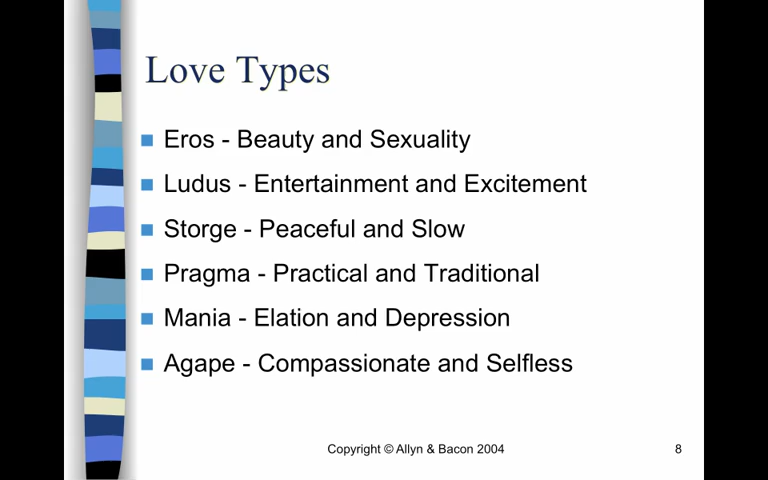 Love Types
Eros - Beauty and Sexuality
Ludus - Entertainment and Excitement
Storge - Peaceful and Slow
Pragma - Practical and Traditional
Mania - Elation and Depression
Agape - Compassionate and Selfless
Copyright © Allyn & Bacon 2004
8